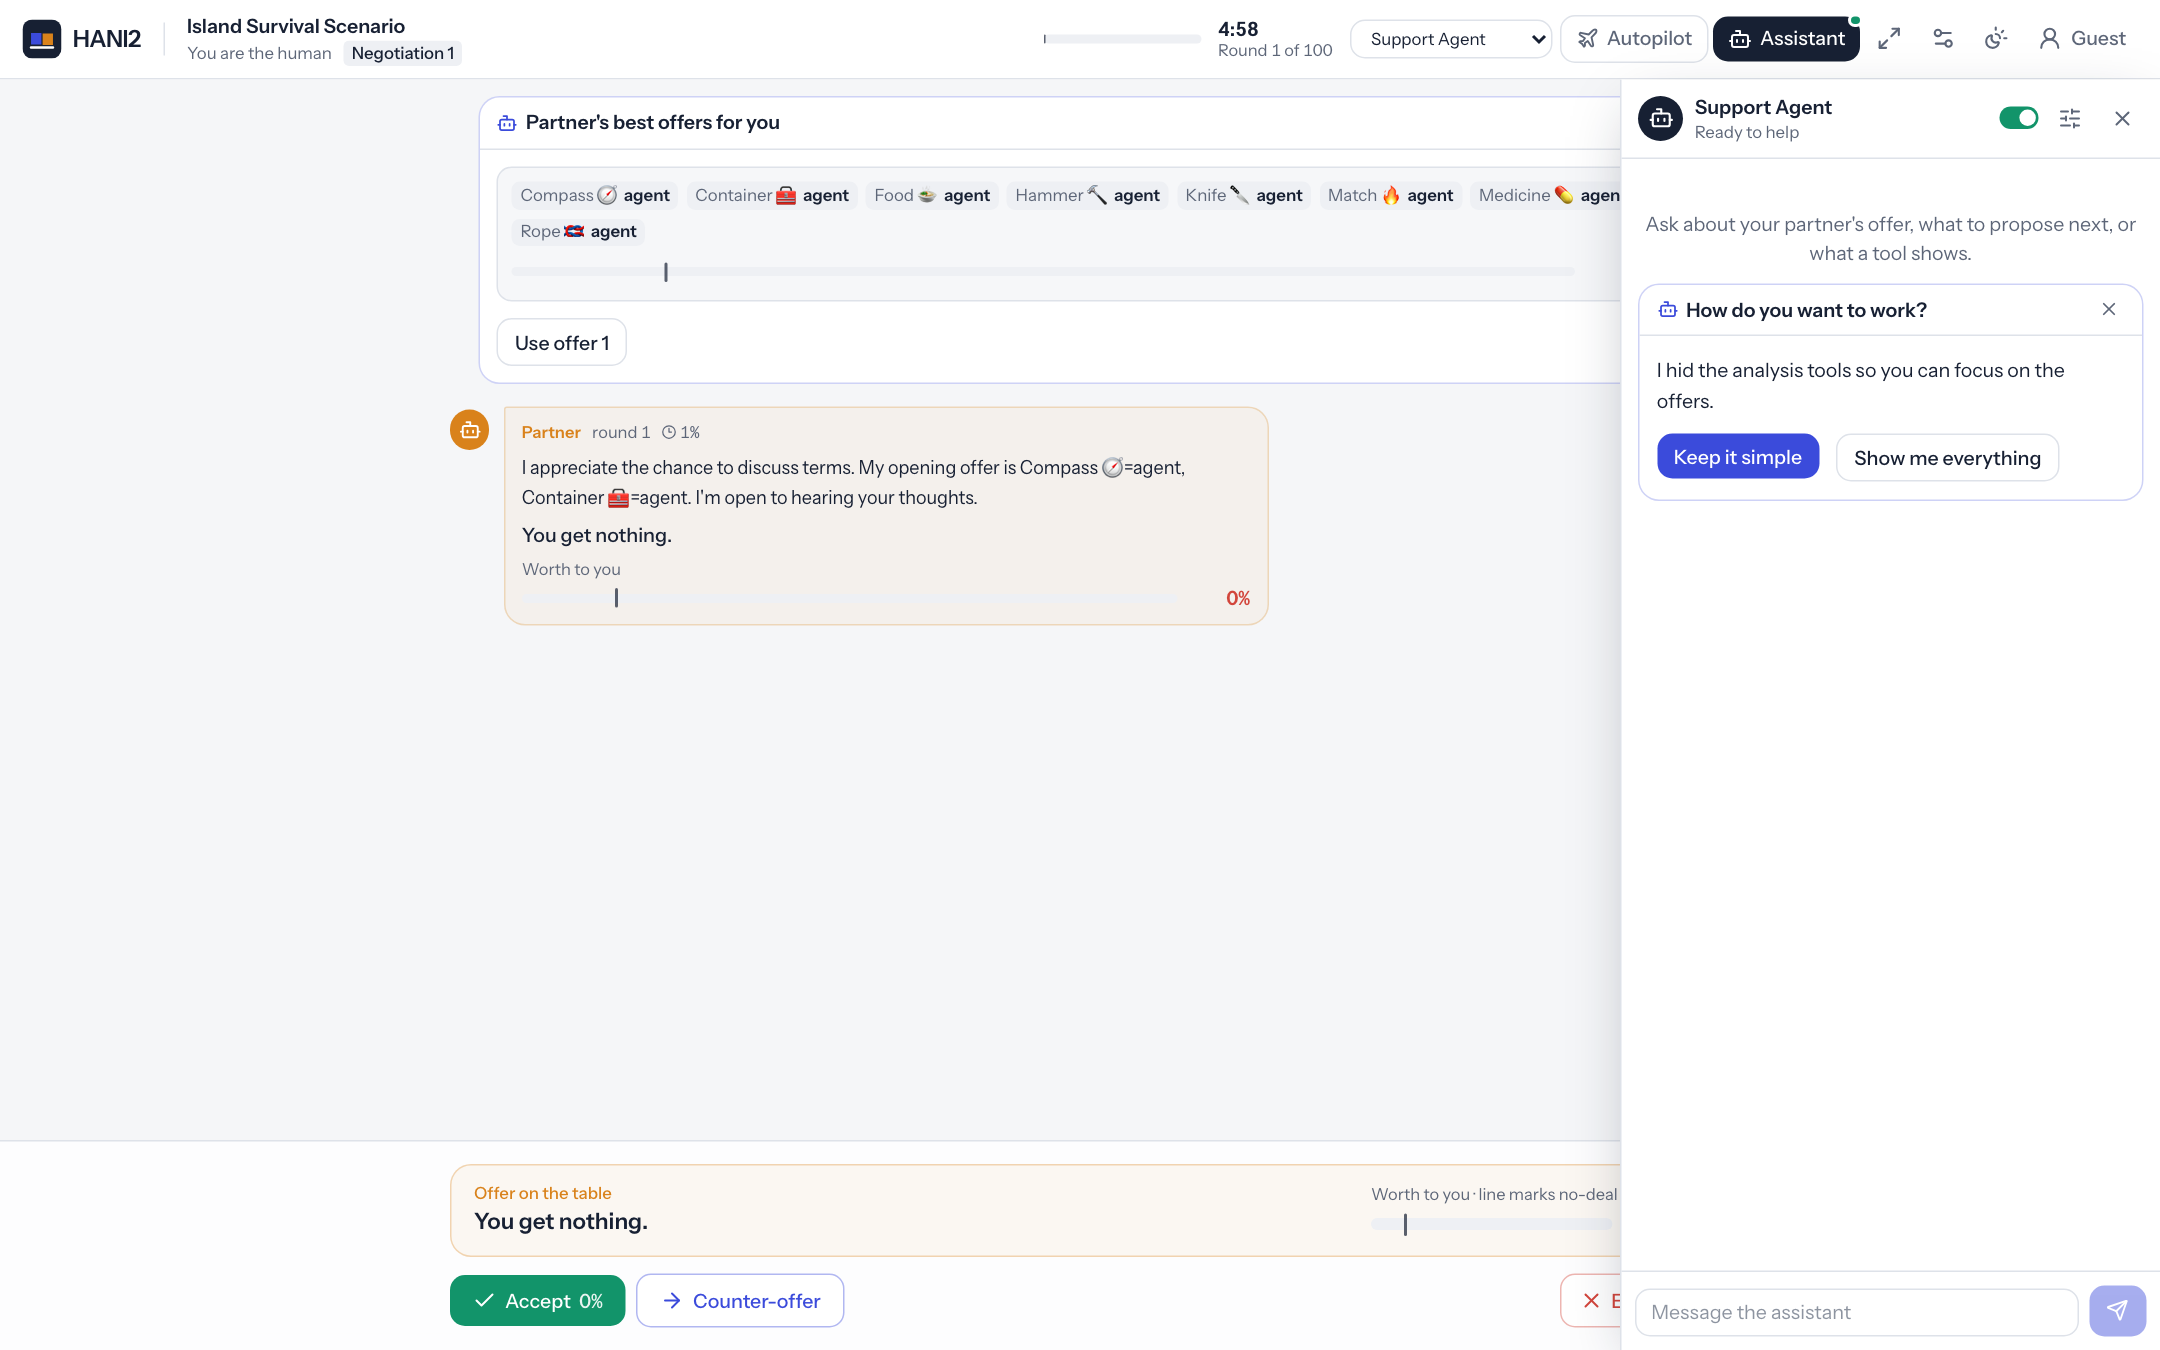 HANI2
Island Survival Scenario
You are the human Negotiation 1
4:58
Round 1 of 100
Support Agent
Autopilot
Assistant
Guest
Partner's best offers for you
Compass agent Container agent Food agent Hammer agent Knife agent Match agent Medicine agen
Rope agent
Use offer 1
Partner round 1 1%
I appreciate the chance to discuss terms. My opening offer is Compass 🧭=agent,
Container 🧰=agent. I'm open to hearing your thoughts.
You get nothing.
Worth to you
0%
Offer on the table
You get nothing.
Worth to you · line marks no-deal
Accept 0%
Counter-offer
Support Agent
Ready to help
Ask about your partner's offer, what to propose next, or
what a tool shows.
How do you want to work?
I hid the analysis tools so you can focus on the
offers.
Keep it simple
Show me everything
Message the assistant